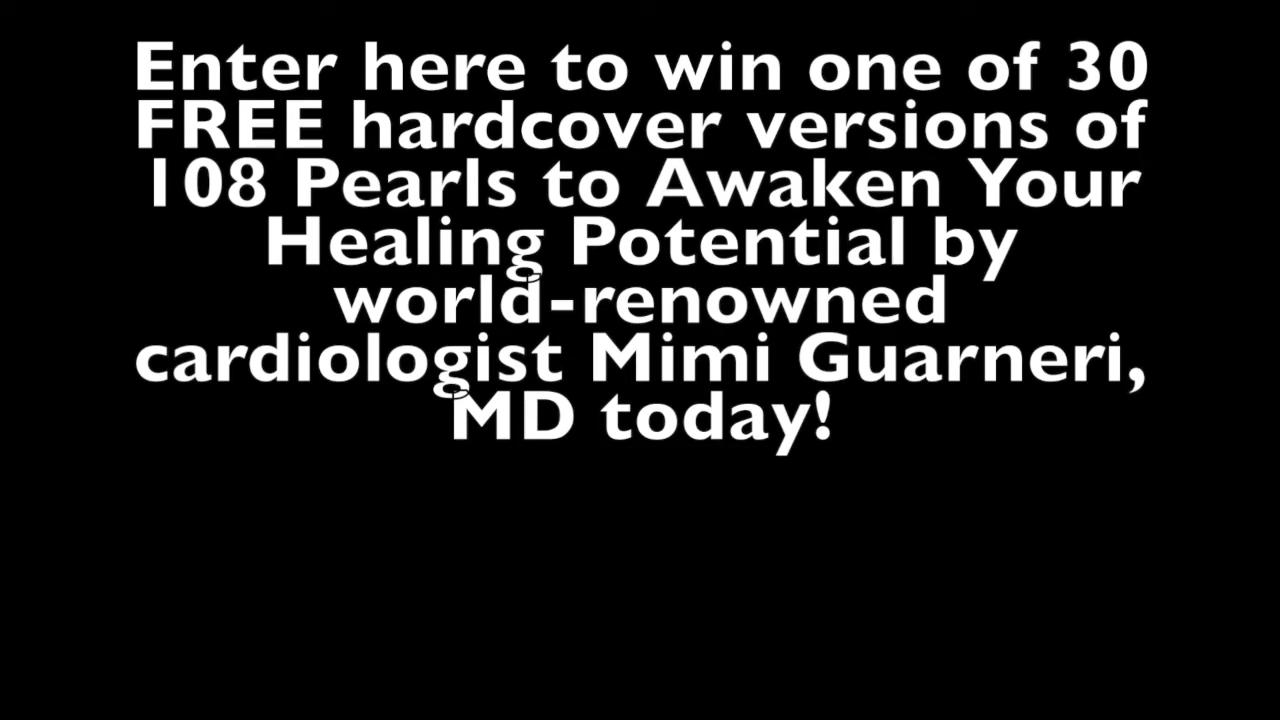 Enter here to win one of 30
FREE hardcover versions of
108 Pearls to Awaken Your
Healing Potential by
world-renowned
cardiologist Mimi Guarneri,
MD today!